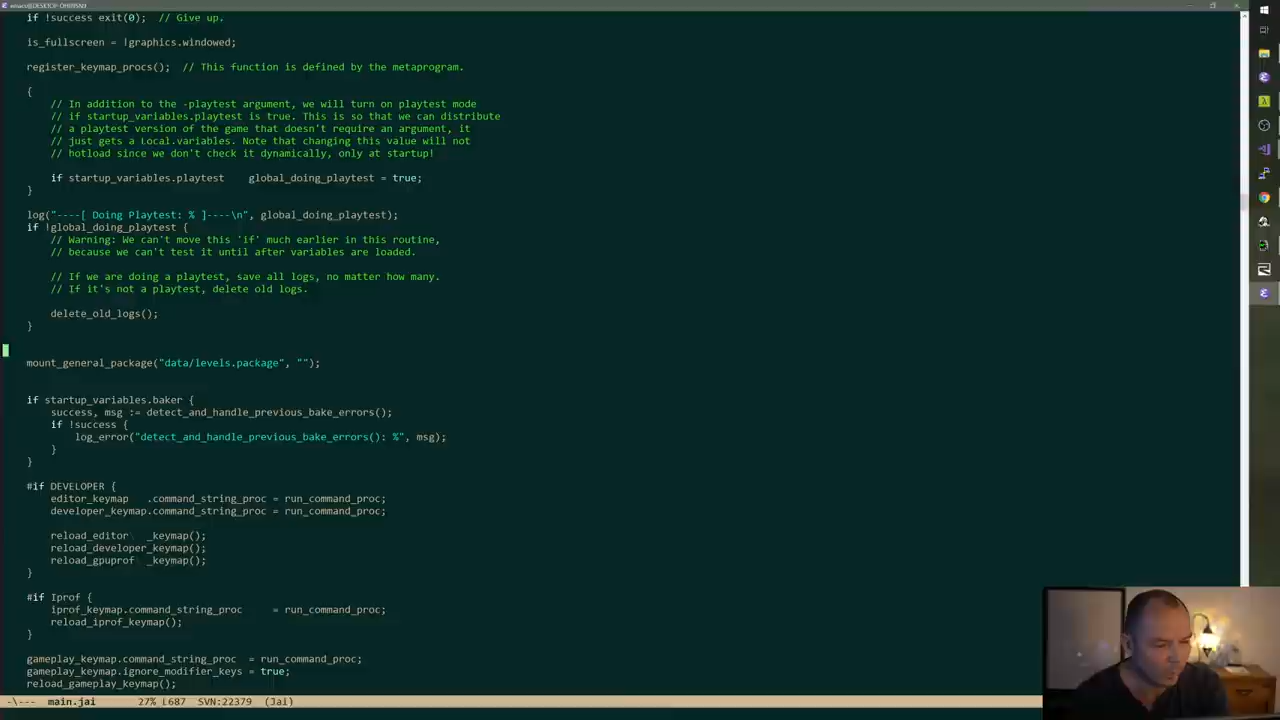 emacs@DESKTOP-
if !success exit(0);  // Give up.
is_fullscreen = !graphics.windowed;
register_keymap_procs();  // This function is defined by the metaprogram.
{
// In addition to the -playtest argument, we will turn on playtest mode
// if startup_variables.playtest is true. This is so that we can distribute
// a playtest version of the game that doesn't require an argument, it
// just gets a Local.variables. Note that changing this value will not
// hotload since we don't check it dynamically, only at startup!
if startup_variables.playtest    global_doing_playtest = true;
}
log("----[ Doing Playtest: % ]----\n", global_doing_playtest);
if !global_doing_playtest {
// Warning: We can't move this 'if' much earlier in this routine,
// because we can't test it until after variables are loaded.
// If we are doing a playtest, save all logs, no matter how many.
// If it's not a playtest, delete old logs.
delete_old_logs();
}
mount_general_package("data/levels.package", "");
if startup_variables.baker {
success, msg := detect_and_handle_previous_bake_errors();
if !success {
log_error("detect_and_handle_previous_bake_errors(): %", msg);
}
}
#if DEVELOPER {
editor_keymap   .command_string_proc = run_command_proc;
developer_keymap.command_string_proc = run_command_proc;
reload_editor   _keymap();
reload_developer_keymap();
reload_gpuprof  _keymap();
}
#if Iprof {
iprof_keymap.command_string_proc     = run_command_proc;
reload_iprof_keymap();
}
gameplay_keymap.command_string_proc  = run_command_proc;
gameplay_keymap.ignore_modifier_keys = true;
reload_gameplay_keymap();
-\---  main.jai       27% L687  SVN:22379  (Jai)